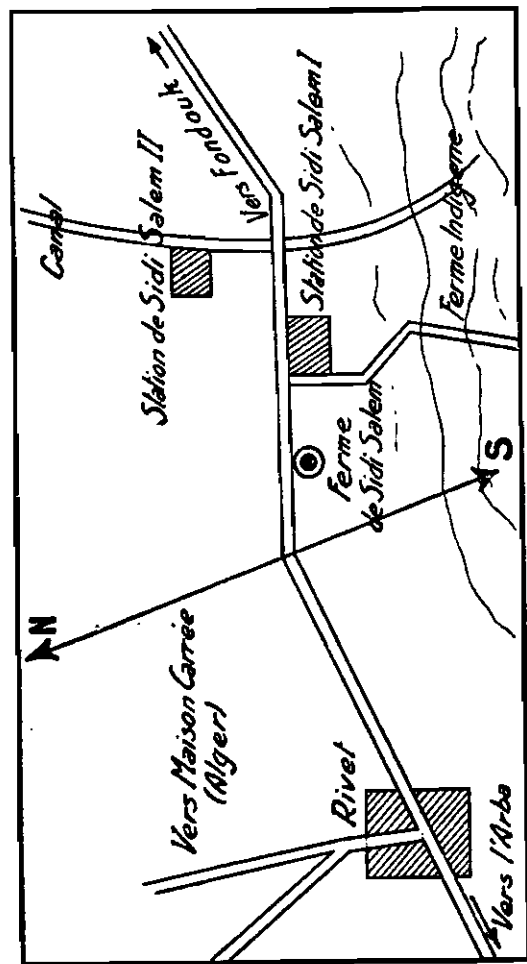 Canal
Vers Fondouk
Station de Sidi Salem II
Station de Sidi Salem I
Ferme Indigene
Ferme
de Sidi Salem
N
S
Vers Maison Carrée
(Alger)
Rivet
Vers l'Arba